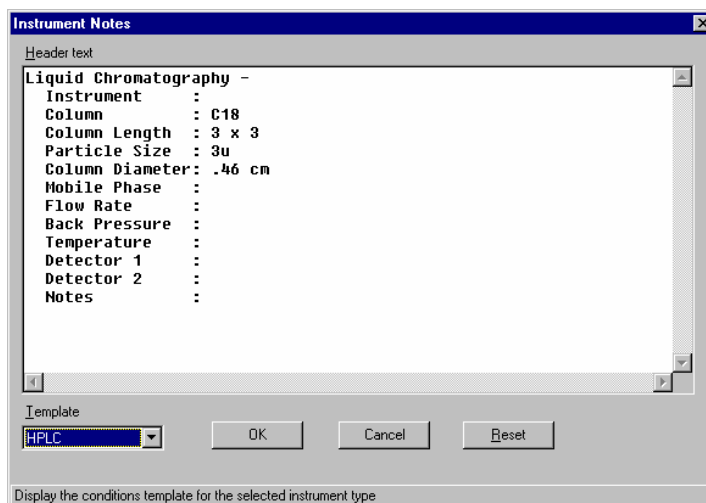 Instrument Notes
Header text
Liquid Chromatography -
Instrument :
Column : C18
Column Length : 3 x 3
Particle Size : 3u
Column Diameter: .46 cm
Mobile Phase :
Flow Rate :
Back Pressure :
Temperature :
Detector 1 :
Detector 2 :
Notes :
Template
HPLC OK Cancel Reset
Display the conditions template for the selected instrument type